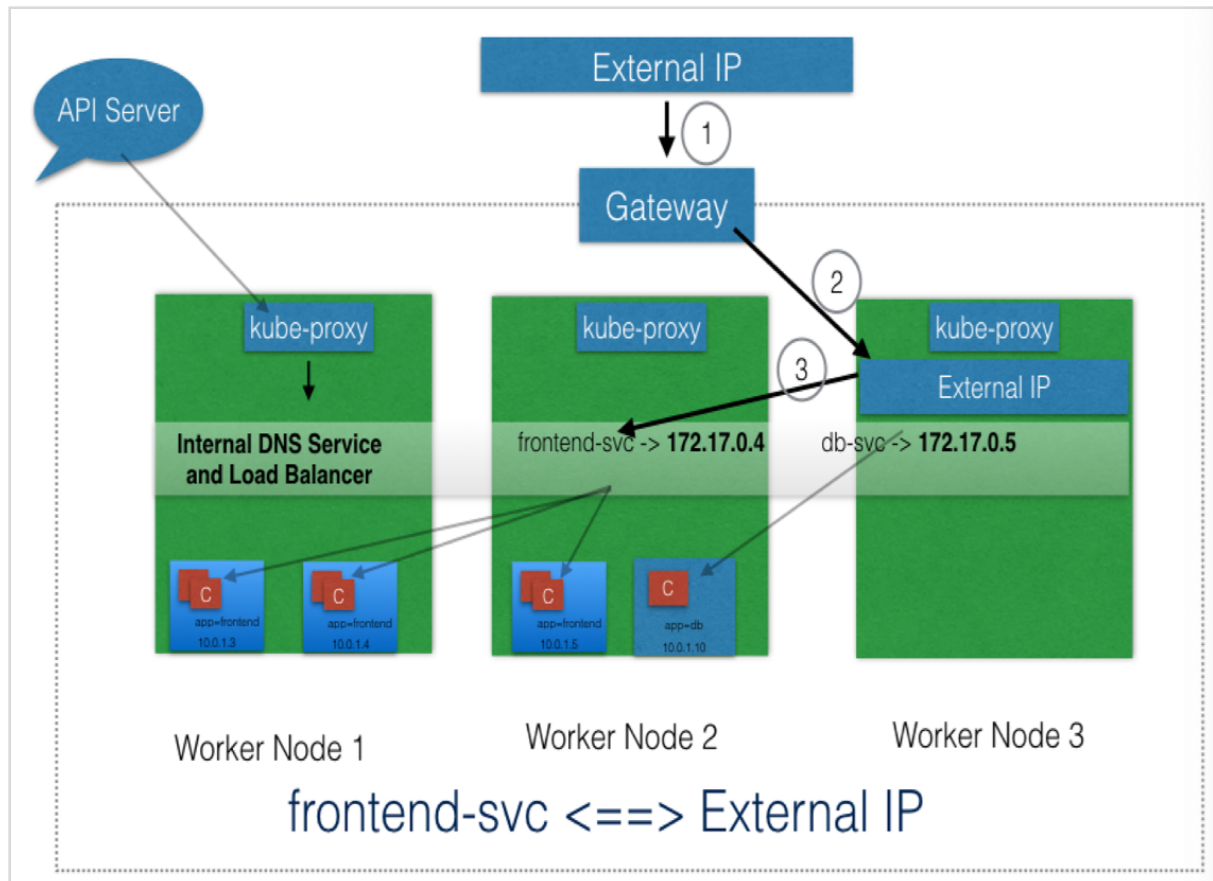 External IP
API Server
1
Gateway
2
kube-proxy
kube-proxy
kube-proxy
3
External IP
Internal DNS Service
and Load Balancer
frontend-svc -> 172.17.0.4
db-svc -> 172.17.0.5
C
app=frontend
10.0.1.3
C
app=frontend
10.0.1.4
C
app=frontend
10.0.1.5
C
app=db
10.0.1.10
Worker Node 1
Worker Node 2
Worker Node 3
frontend-svc <==> External IP